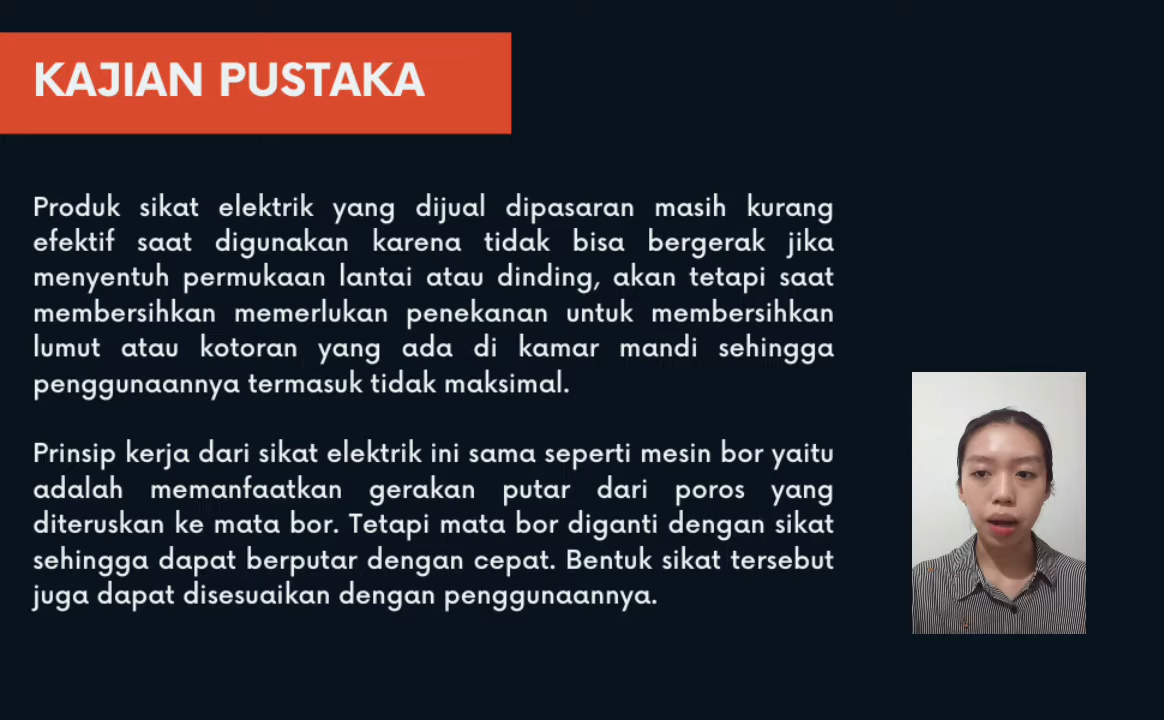 KAJIAN PUSTAKA
Produk sikat elektrik yang dijual dipasaran masih kurang
efektif saat digunakan karena tidak bisa bergerak jika
menyentuh permukaan lantai atau dinding, akan tetapi saat
membersihkan memerlukan penekanan untuk membersihkan
lumut atau kotoran yang ada di kamar mandi sehingga
penggunaannya termasuk tidak maksimal.
Prinsip kerja dari sikat elektrik ini sama seperti mesin bor yaitu
adalah memanfaatkan gerakan putar dari poros yang
diteruskan ke mata bor. Tetapi mata bor diganti dengan sikat
sehingga dapat berputar dengan cepat. Bentuk sikat tersebut
juga dapat disesuaikan dengan penggunaannya.